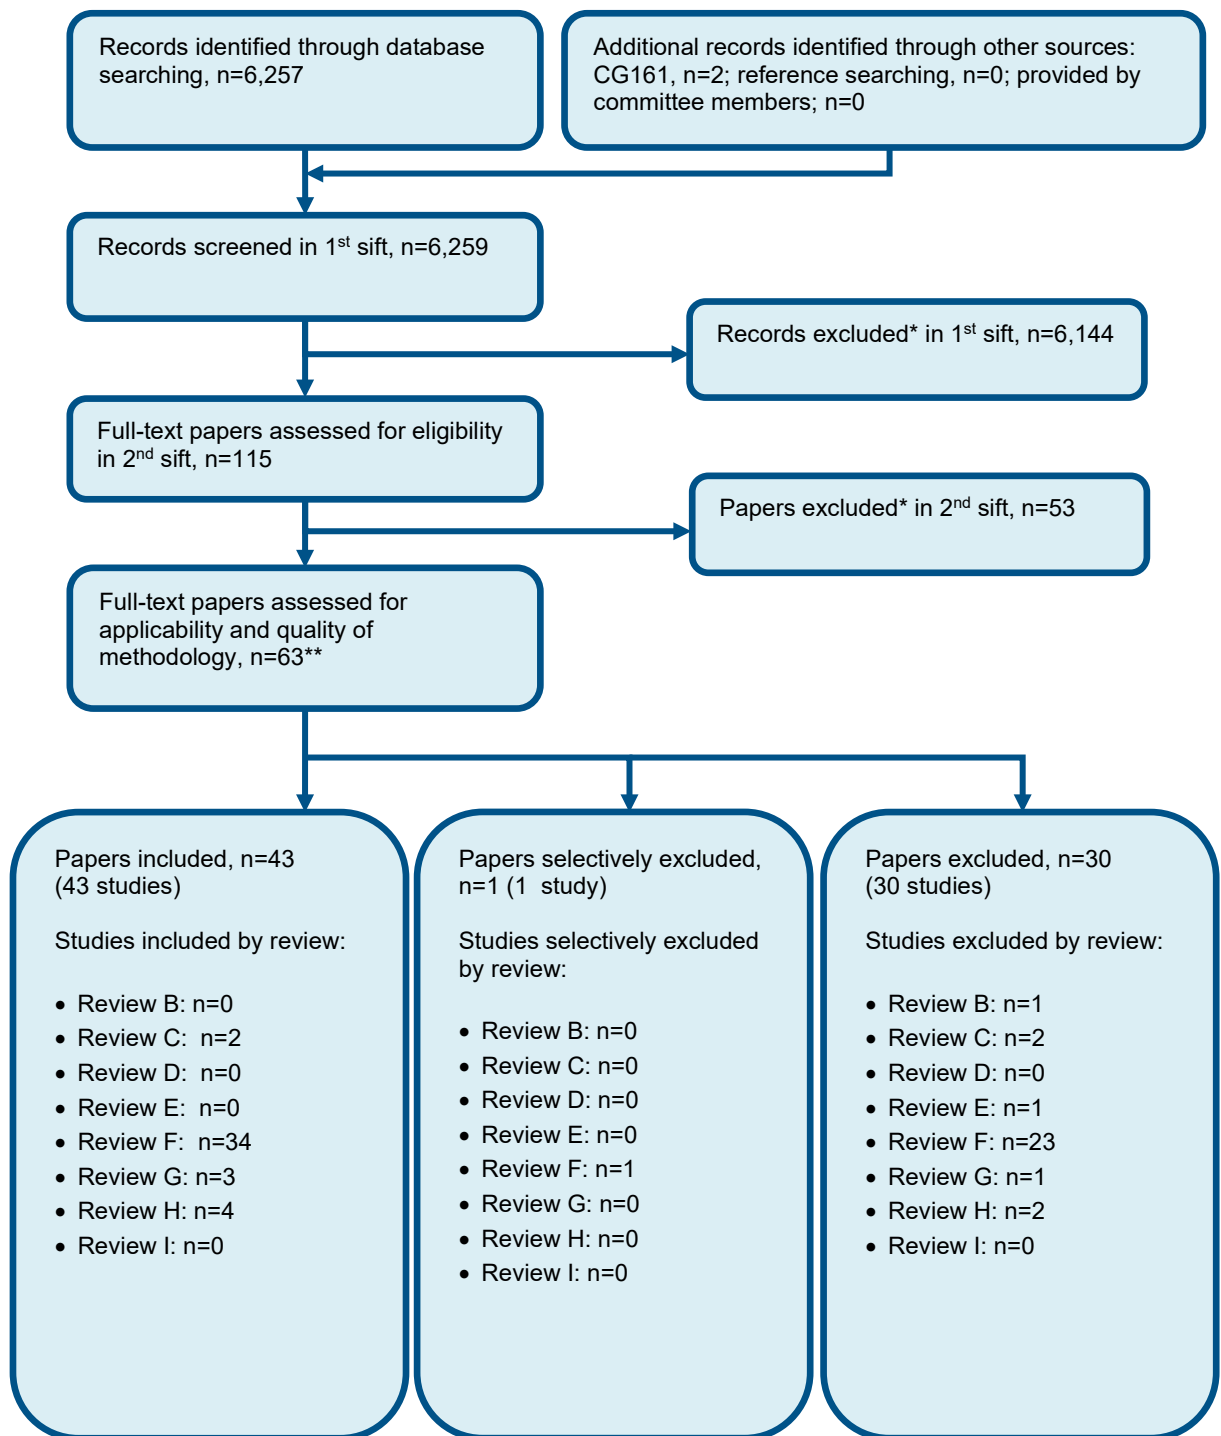 Records identified through database
searching, n=6,257
Additional records identified through other sources:
CG161, n=2; reference searching, n=0; provided by
committee members; n=0
Records screened in 1st sift, n=6,259
Records excluded* in 1st sift, n=6,144
Full-text papers assessed for eligibility
in 2nd sift, n=115
Papers excluded* in 2nd sift, n=53
Full-text papers assessed for
applicability and quality of
methodology, n=63**
Papers included, n=43
(43 studies)
Studies included by review:
• Review B: n=0
• Review C:  n=2
• Review D:  n=0
• Review E:  n=0
• Review F:  n=34
• Review G: n=3
• Review H: n=4
• Review I: n=0
Papers selectively excluded,
n=1 (1  study)
Studies selectively excluded
by review:
• Review B: n=0
• Review C: n=0
• Review D: n=0
• Review E: n=0
• Review F: n=1
• Review G: n=0
• Review H: n=0
• Review I: n=0
Papers excluded, n=30
(30 studies)
Studies excluded by review:
• Review B: n=1
• Review C: n=2
• Review D: n=0
• Review E: n=1
• Review F: n=23
• Review G: n=1
• Review H: n=2
• Review I: n=0